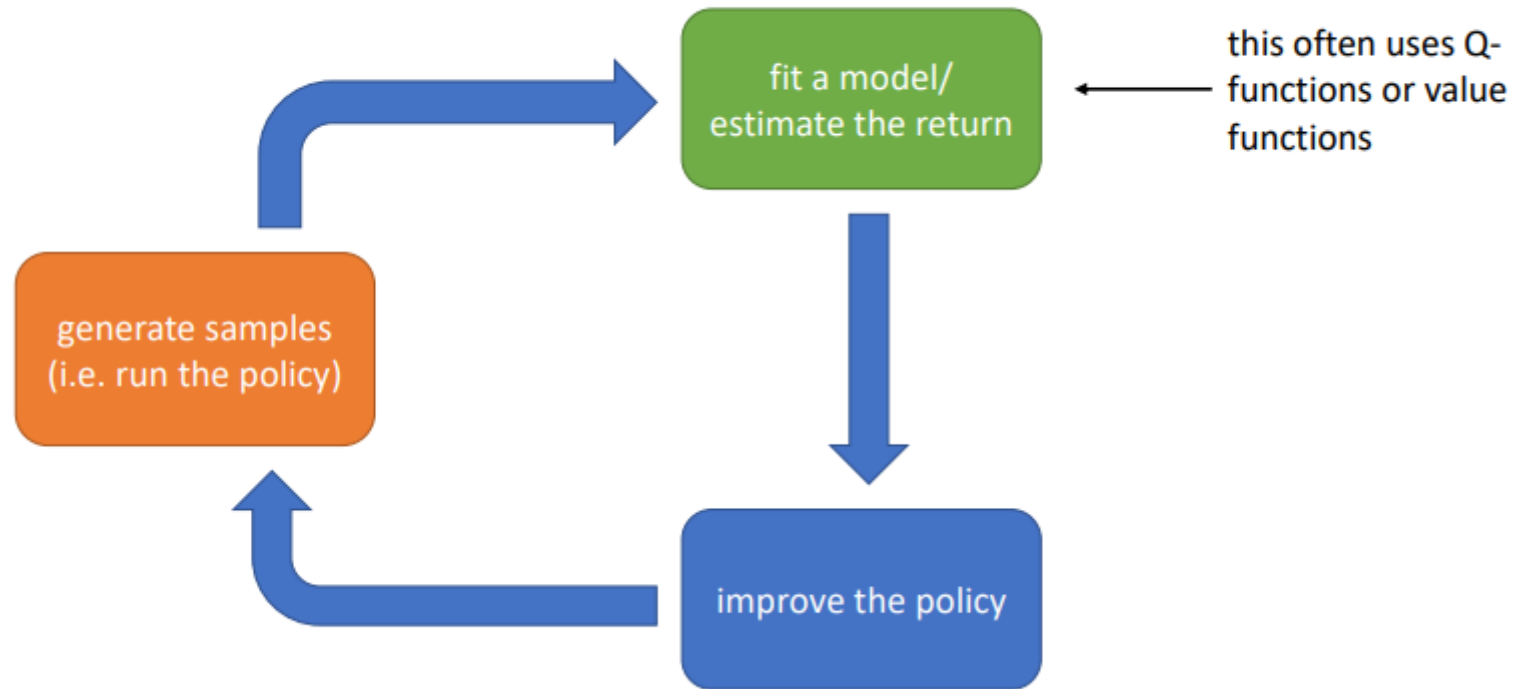 fit a model/
estimate the return
this often uses Q-
functions or value
functions
generate samples
(i.e. run the policy)
improve the policy